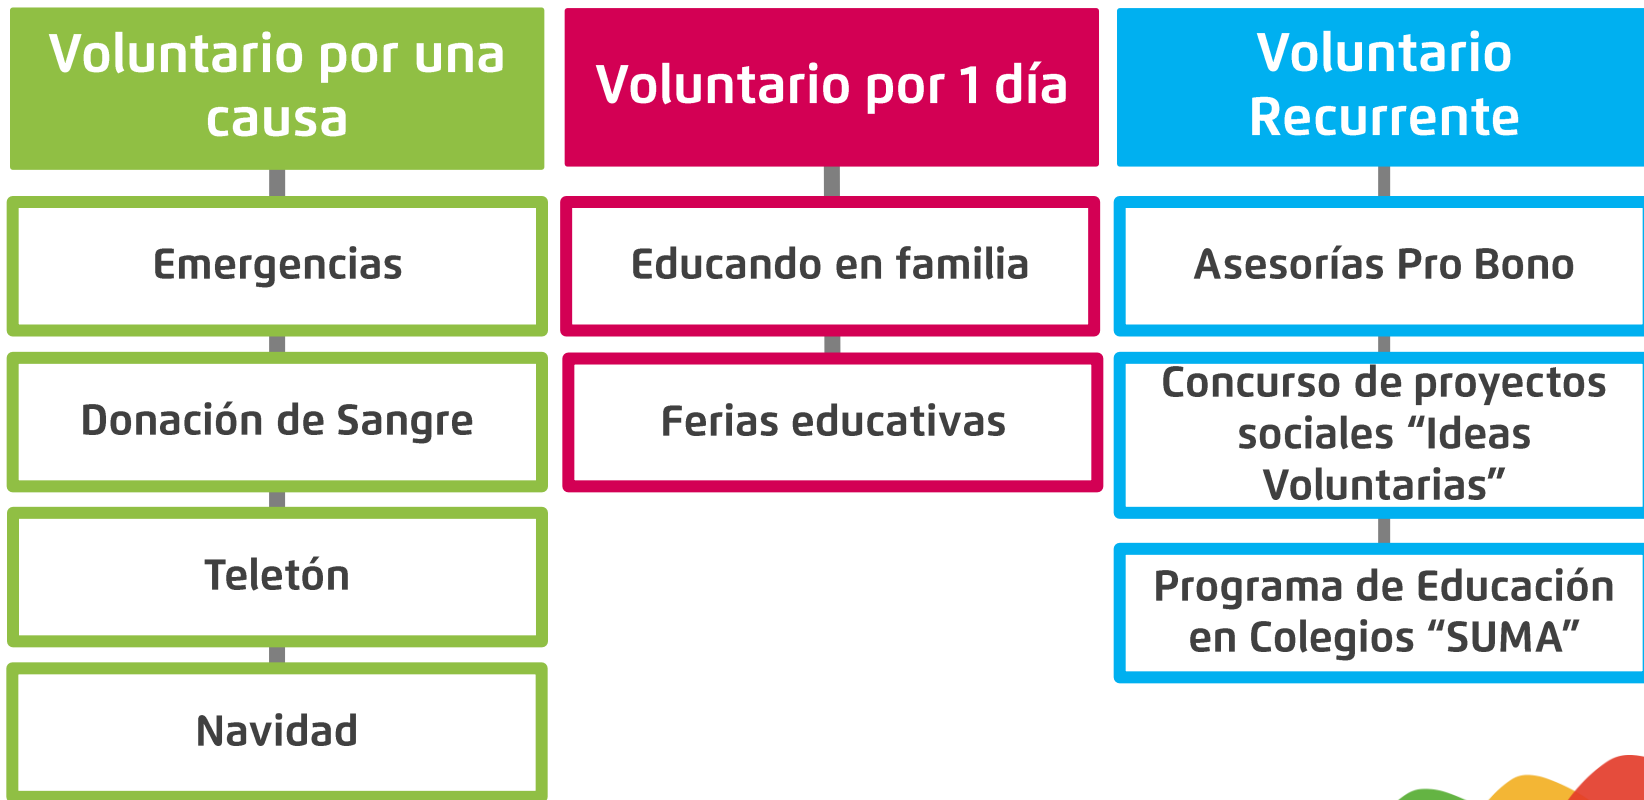 Voluntario por una
causa
Emergencias
Donación de Sangre
Teletón
Navidad
Voluntario por 1 día
Educando en familia
Ferias educativas
Voluntario
Recurrente
Asesorías Pro Bono
Concurso de proyectos
sociales “Ideas
Voluntarias”
Programa de Educación
en Colegios “SUMA”